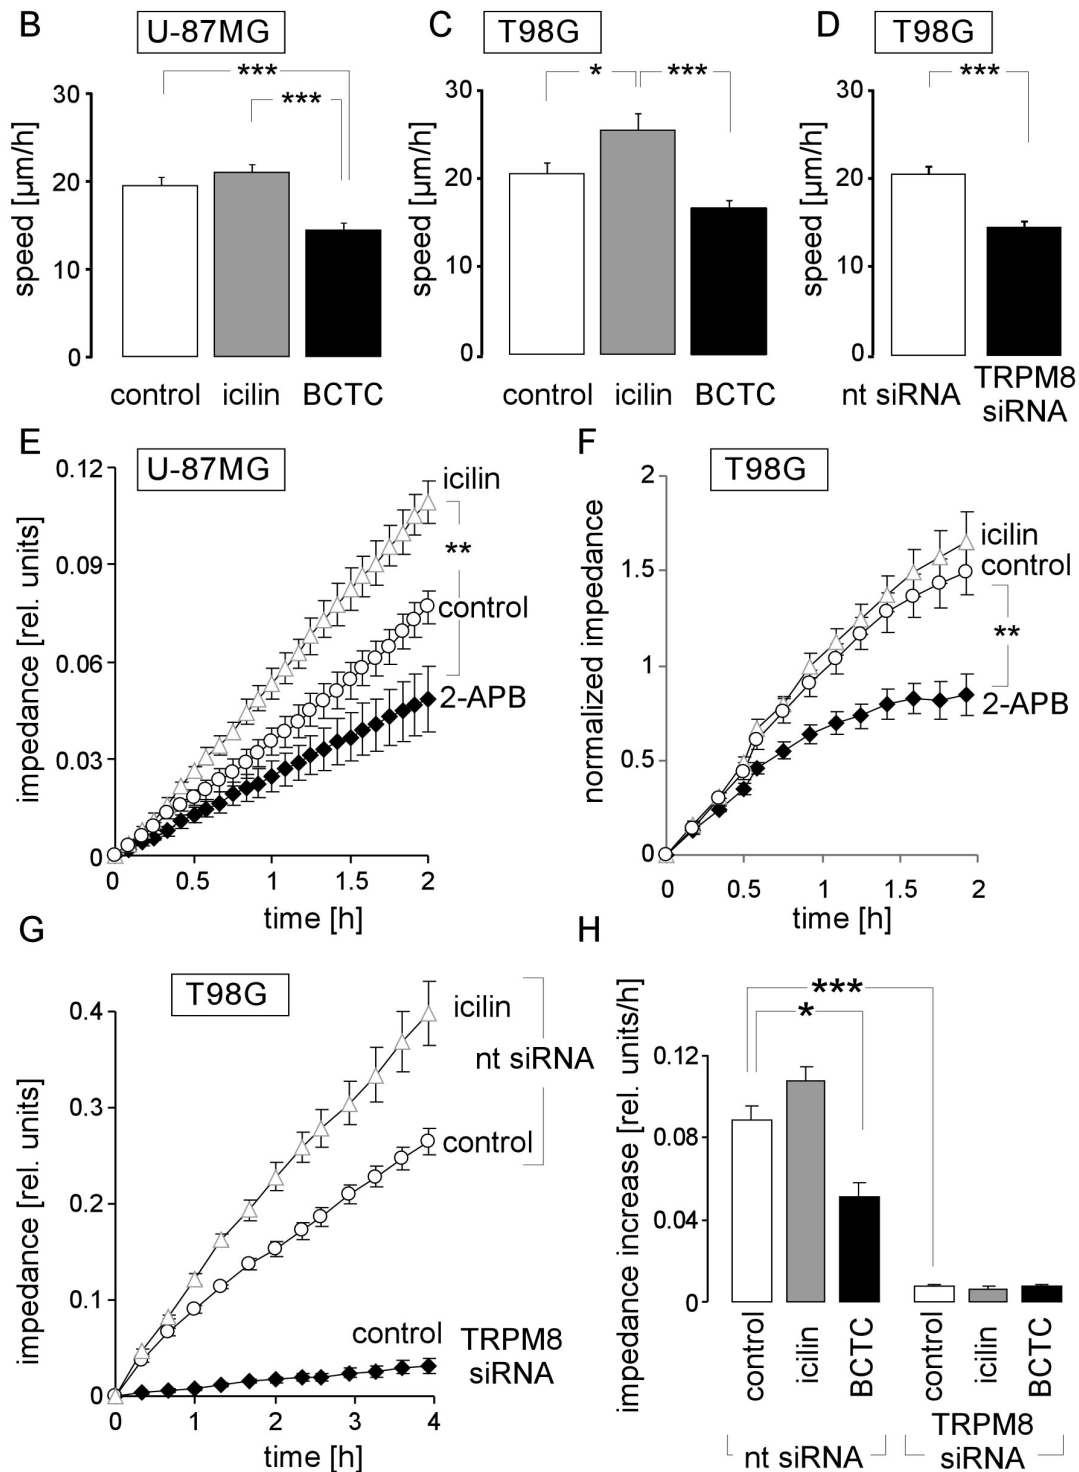 B
U-87MG
C
T98G
D
T98G
***
***
30
20
10
0
speed [µm/h]
control
icilin
BCTC
*
***
30
20
10
0
speed [µm/h]
control
icilin
BCTC
***
30
20
10
0
speed [µm/h]
nt siRNA
TRPM8
siRNA
E
U-87MG
0.12
0.09
0.06
0.03
0
impedance [rel. units]
icilin
**
control
2-APB
0
0.5
1
1.5
2
time [h]
F
T98G
2
1.5
1
0.5
0
normalized impedance
icilin
control
**
2-APB
0
0.5
1
1.5
2
time [h]
G
T98G
0.4
0.3
0.2
0.1
0
impedance [rel. units]
icilin
nt siRNA
control
control
TRPM8
siRNA
0
1
2
3
4
time [h]
H
***
*
0.12
0.08
0.04
0
impedance increase [rel. units/h]
control
icilin
BCTC
control
icilin
BCTC
nt siRNA
TRPM8
siRNA